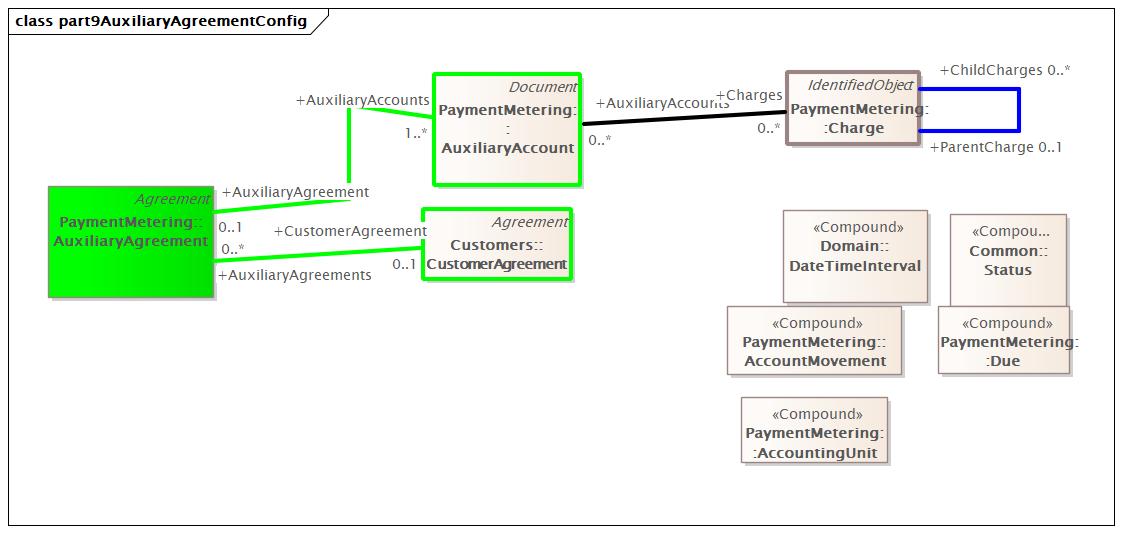 class part9AuxiliaryAgreementConfig
+ChildCharges 0..*
Document
PaymentMetering:
:
AuxiliaryAccount
+AuxiliaryAccounts
1..*
+AuxiliaryAccounts
0..*
+Charges
0..*
IdentifiedObject
PaymentMetering:
:Charge
+ParentCharge 0..1
Agreement
PaymentMetering::
AuxiliaryAgreement
+AuxiliaryAgreement
0..1
0..*
+AuxiliaryAgreements
+CustomerAgreement
0..1
Agreement
Customers::
CustomerAgreement
«Compound»
Domain::
DateTimeInterval
«Compou...
Common::
Status
«Compound»
PaymentMetering::
AccountMovement
«Compound»
PaymentMetering:
:Due
«Compound»
PaymentMetering:
:AccountingUnit